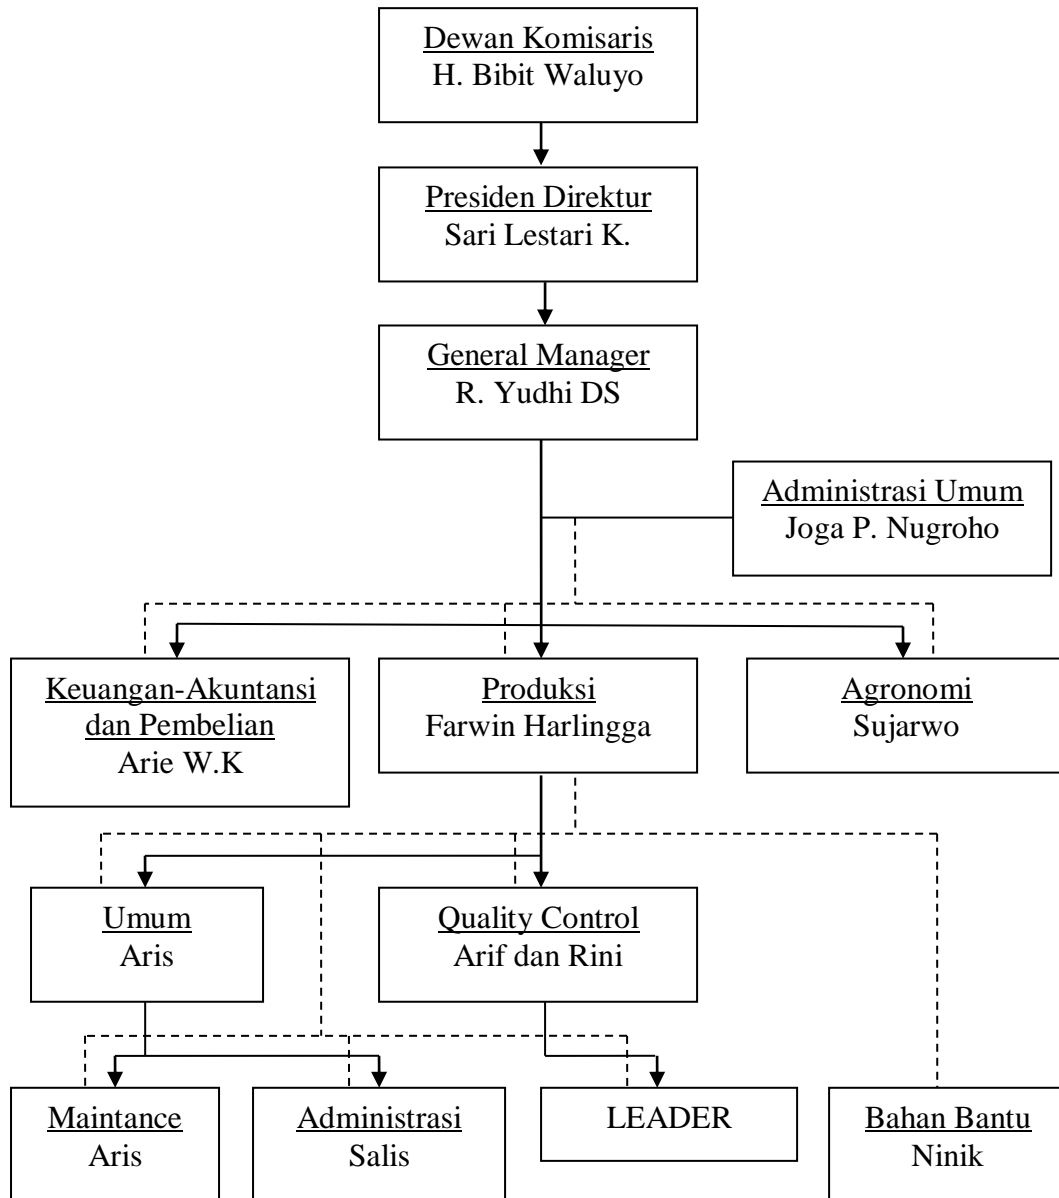 Dewan Komisaris
H. Bibit Waluyo
Presiden Direktur
Sari Lestari K.
General Manager
R. Yudhi DS
Administrasi Umum
Joga P. Nugroho
Keuangan-Akuntansi
dan Pembelian
Arie W.K
Produksi
Farwin Harlingga
Agronomi
Sujarwo
Umum
Aris
Quality Control
Arif dan Rini
Maintance
Aris
Administrasi
Salis
LEADER
Bahan Bantu
Ninik